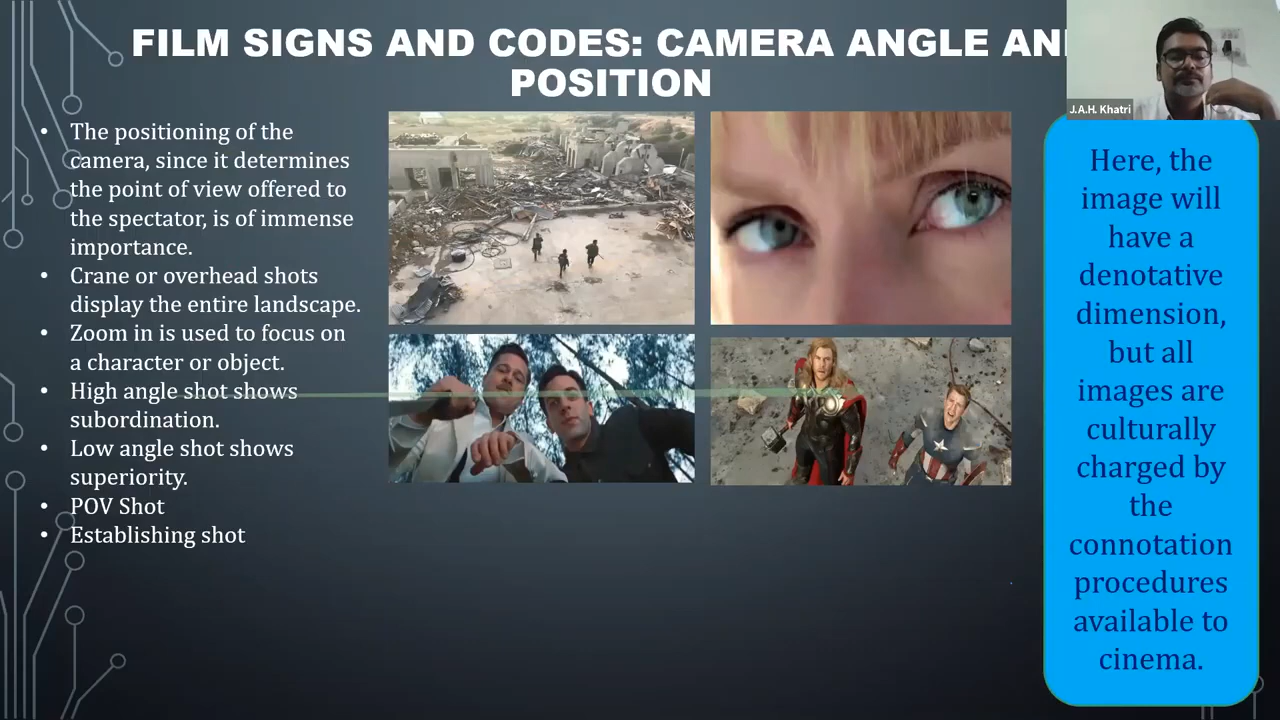 FILM SIGNS AND CODES: CAMERA ANGLE AN
POSITION
J.A.H. Khatri
• The positioning of the
camera, since it determines
the point of view offered to
the spectator, is of immense
importance.
• Crane or overhead shots
display the entire landscape.
• Zoom in is used to focus on
a character or object.
• High angle shot shows
subordination.
• Low angle shot shows
superiority.
• POV Shot
• Establishing shot
Here, the
image will
have a
denotative
dimension,
but all
images are
culturally
charged by
the
connotation
procedures
available to
cinema.